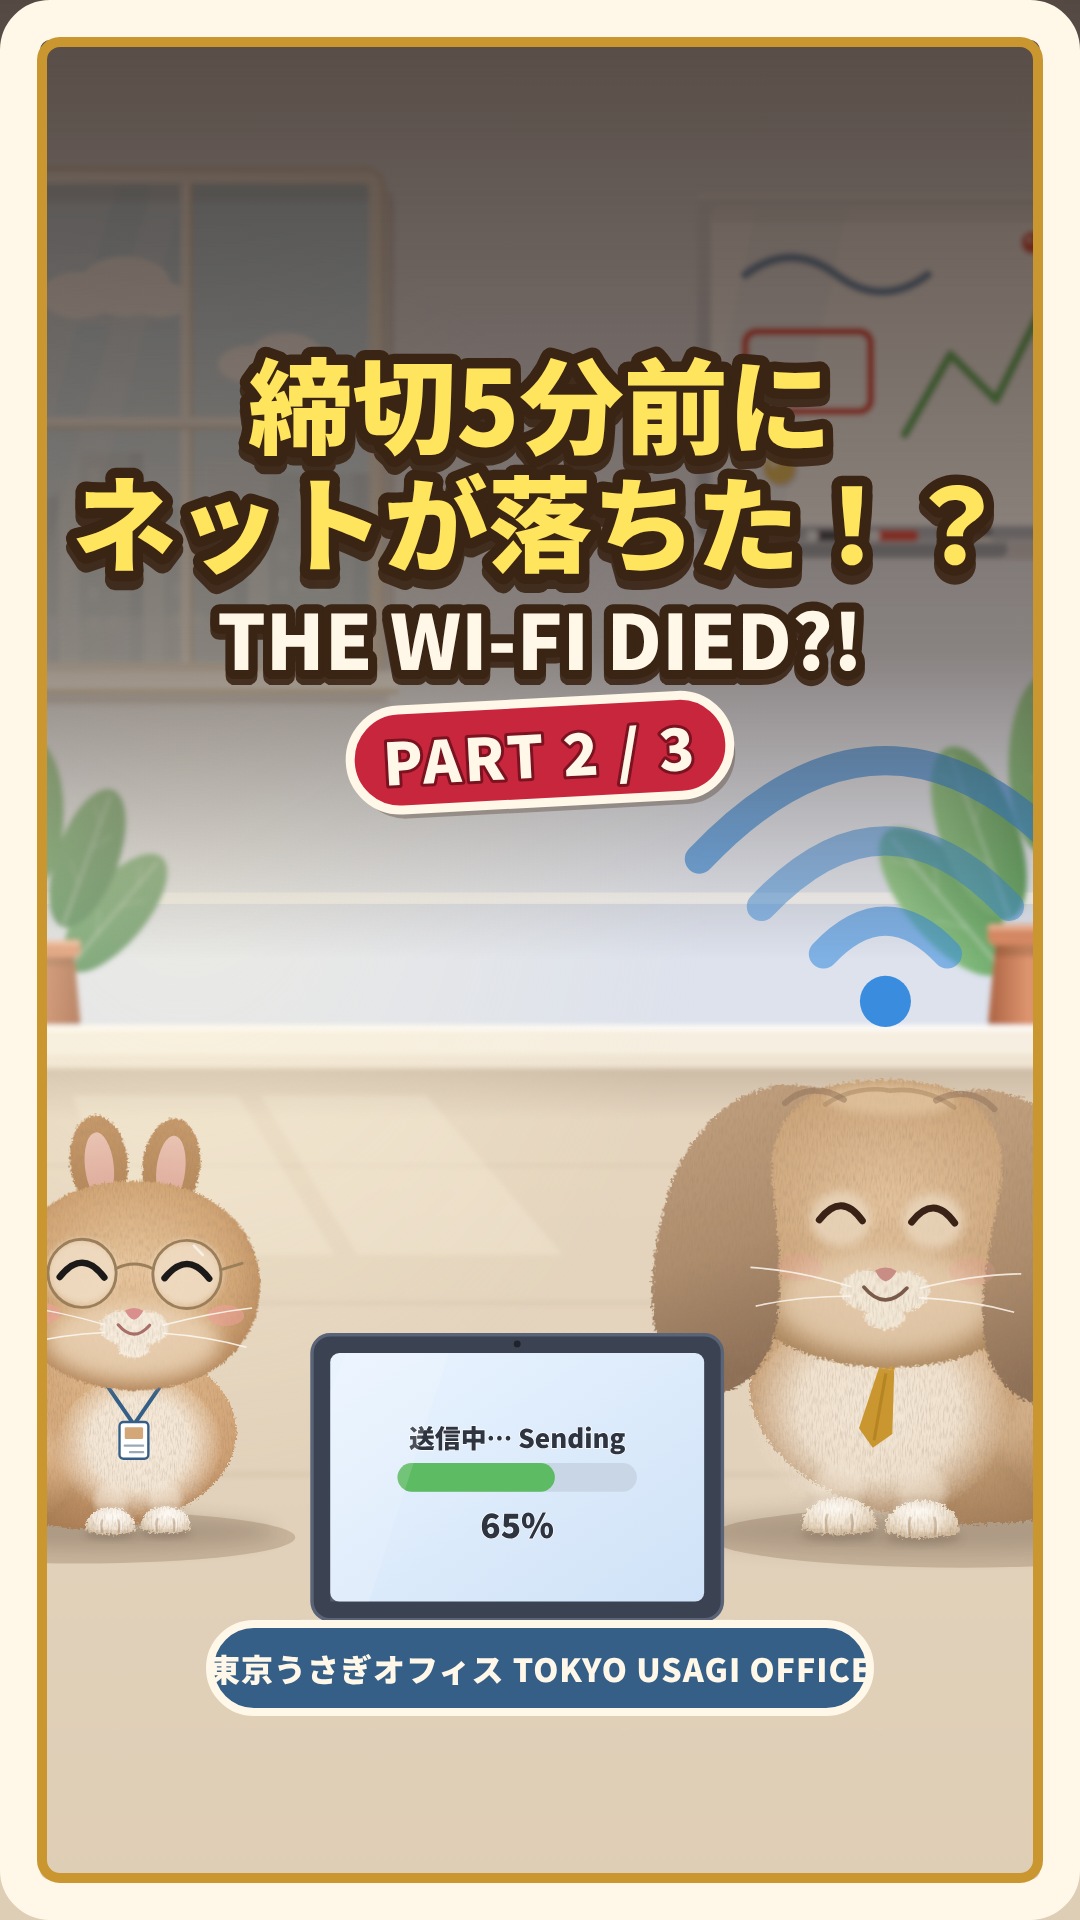 締切5分前に
ネットが落ちた！？
THE WI-FI DIED?!
PART 2 / 3
送信中… Sending
65%
東京うさぎオフィス TOKYO USAGI OFFICE